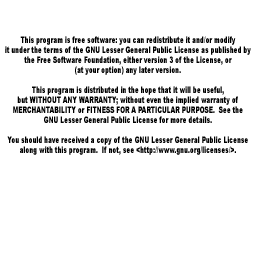 This program is free software: you can redistribute it and/or modify
it under the terms of the GNU Lesser General Public License as published by
the Free Software Foundation, either version 3 of the License, or
(at your option) any later version.
This program is distributed in the hope that it will be useful,
but WITHOUT ANY WARRANTY; without even the implied warranty of
MERCHANTABILITY or FITNESS FOR A PARTICULAR PURPOSE.  See the
GNU Lesser General Public License for more details.
You should have received a copy of the GNU Lesser General Public License
along with this program.  If not, see <http://www.gnu.org/licenses/>.